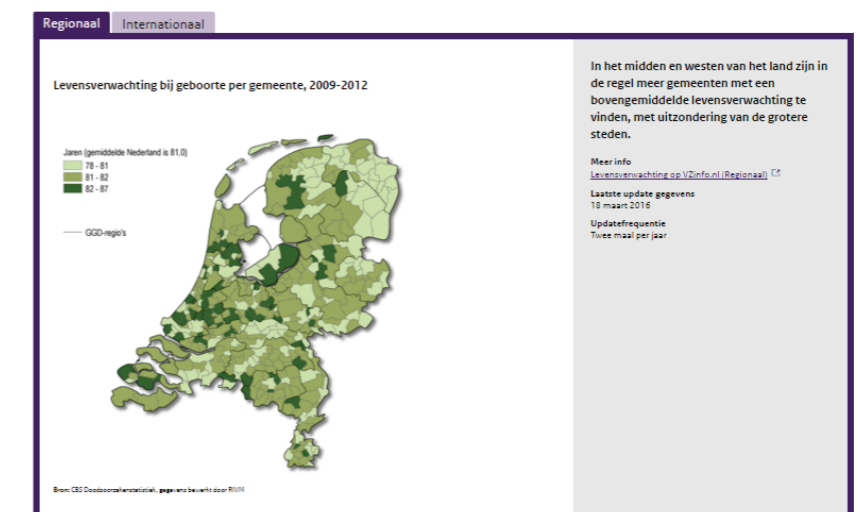 Regionaal
Internationaal
Levensverwachting bij geboorte per gemeente, 2009-2012
Jaren (gemiddelde Nederland is 81,0)
78 - 81
81 - 82
82 - 87
GGD-regio's
Bron: CBS Doodsoorzakenstatistiek, gegevens bewerkt door RIVM
In het midden en westen van het land zijn in
de regel meer gemeenten met een
bovengemiddelde levensverwachting te
vinden, met uitzondering van de grotere
steden.
Meer info
Levensverwachting op VZinfo.nl (Regionaal)
Laatste update gegevens
18 maart 2016
Updatefrequentie
Twee maal per jaar